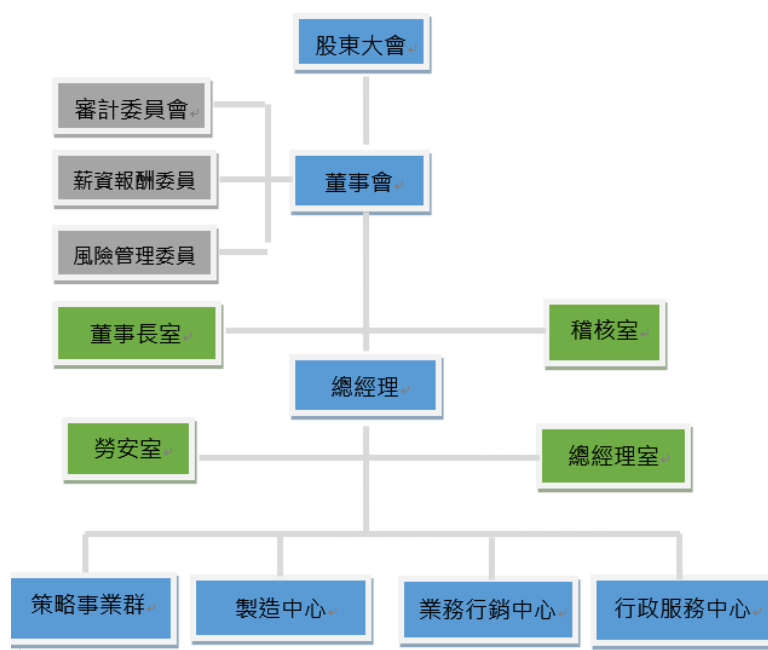 股東大會
審計委員會
薪資報酬委員
董事會
風險管理委員
董事長室
稽核室
總經理
勞安室
總經理室
策略事業群
製造中心
業務行銷中心
行政服務中心